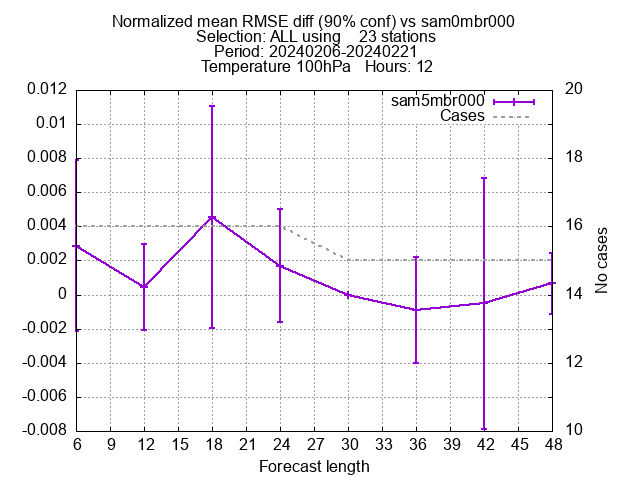 Normalized mean RMSE diff (90% conf) vs sam0mbr000
Selection: ALL using    23 stations
Period: 20240206-20240221
Temperature 100hPa   Hours: 12
sam5mbr000
Cases
0.012
0.01
0.008
0.006
0.004
0.002
0
-0.002
-0.004
-0.006
-0.008
20
18
16
14
12
10
No cases
6 9 12 15 18 21 24 27 30 33 36 39 42 45 48
Forecast length